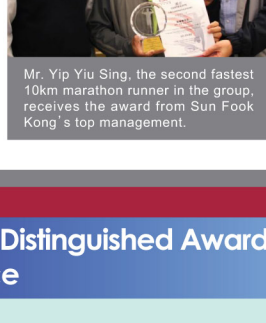 Mr. Yip Yiu Sing, the second fastest
10km marathon runner in the group,
receives the award from Sun Fook
Kong's top management.
Distinguished Award
e